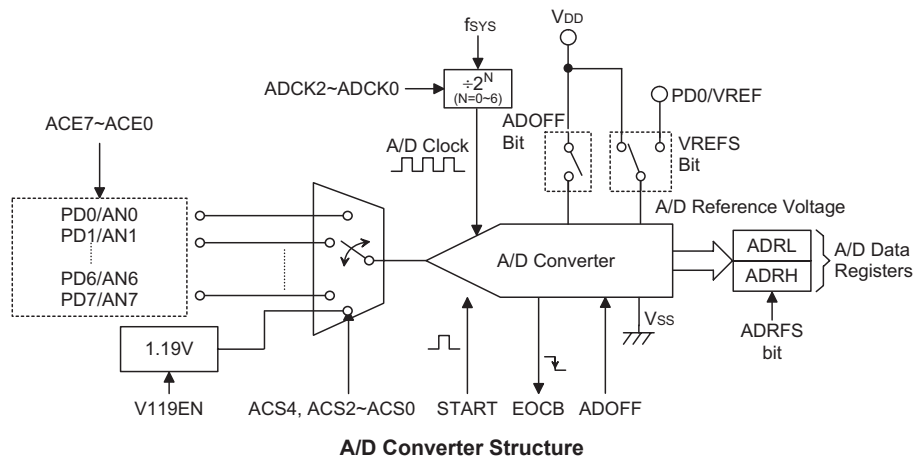 fSYS
VDD
ADCK2~ADCK0
÷2^N
(N=0~6)
PD0/VREF
ADOFF
Bit
VREFS
Bit
ACE7~ACE0
A/D Clock
A/D Reference Voltage
PD0/AN0
PD1/AN1
PD6/AN6
PD7/AN7
A/D Converter
ADRL
ADRH
A/D Data
Registers
VSS
ADRFS
bit
1.19V
V119EN
ACS4, ACS2~ACS0
START
EOCB
ADOFF
A/D Converter Structure